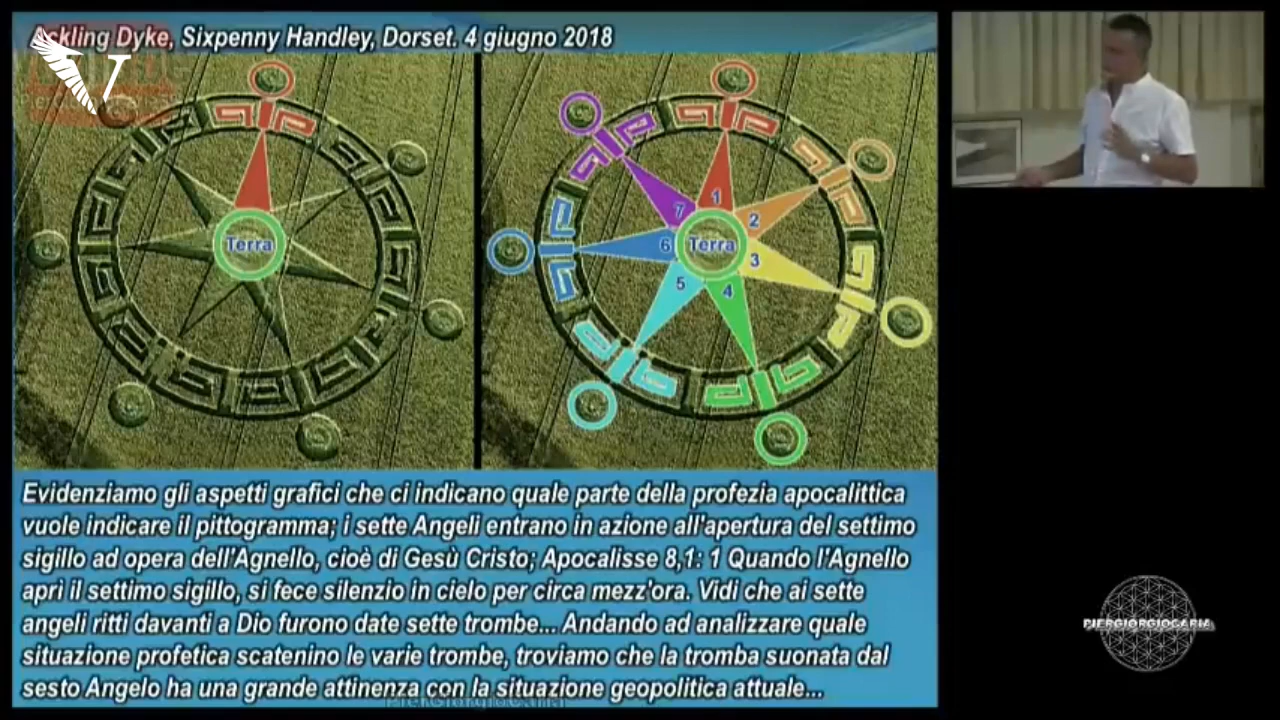 Ackling Dyke, Sixpenny Handley, Dorset. 4 giugno 2018
V
Terra
1
2
3
4
5
6
7
Terra
Evidenziamo gli aspetti grafici che ci indicano quale parte della profezia apocalittica
vuole indicare il pittogramma; i sette Angeli entrano in azione all'apertura del settimo
sigillo ad opera dell'Agnello, cioè di Gesù Cristo; Apocalisse 8,1: 1 Quando l'Agnello
aprì il settimo sigillo, si fece silenzio in cielo per circa mezz'ora. Vidi che ai sette
angeli ritti davanti a Dio furono date sette trombe... Andando ad analizzare quale
situazione profetica scatenino le varie trombe, troviamo che la tromba suonata dal
sesto Angelo ha una grande attinenza con la situazione geopolitica attuale...
PIERGIORGIOCARIA
PIERGIORGIOCARIA